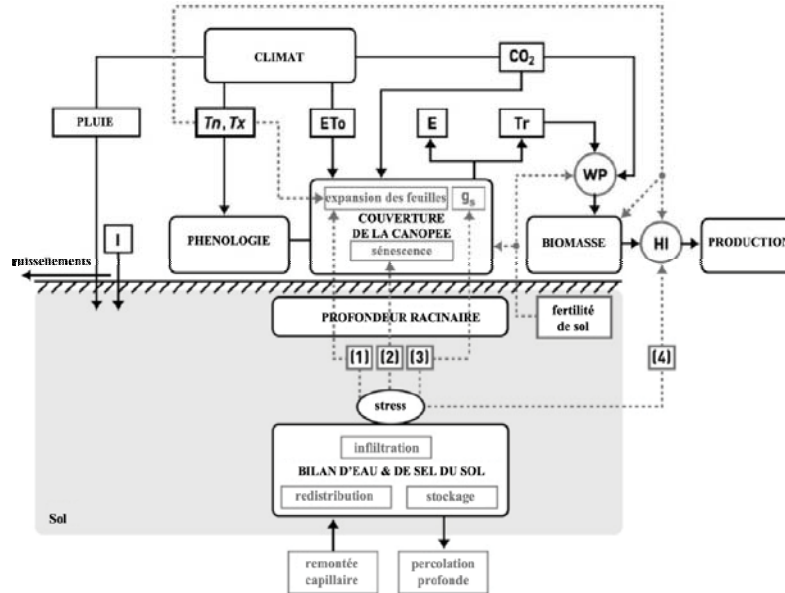 CLIMAT
CO₂
PLUIE
Tn, Tx
ETo
E
Tr
WP
expansion des feuilles
gs
COUVERTURE
DE LA CANOPEE
sénescence
PHENOLOGIE
BIOMASSE
HI
PRODUCTION
I
ruissellements
PROFONDEUR RACINAIRE
fertilité
de sol
(1)
(2)
(3)
(4)
stress
infliltration
BILAN D'EAU & DE SEL DU SOL
redistribution
stockage
Sol
remontée
capillaire
percolation
profonde